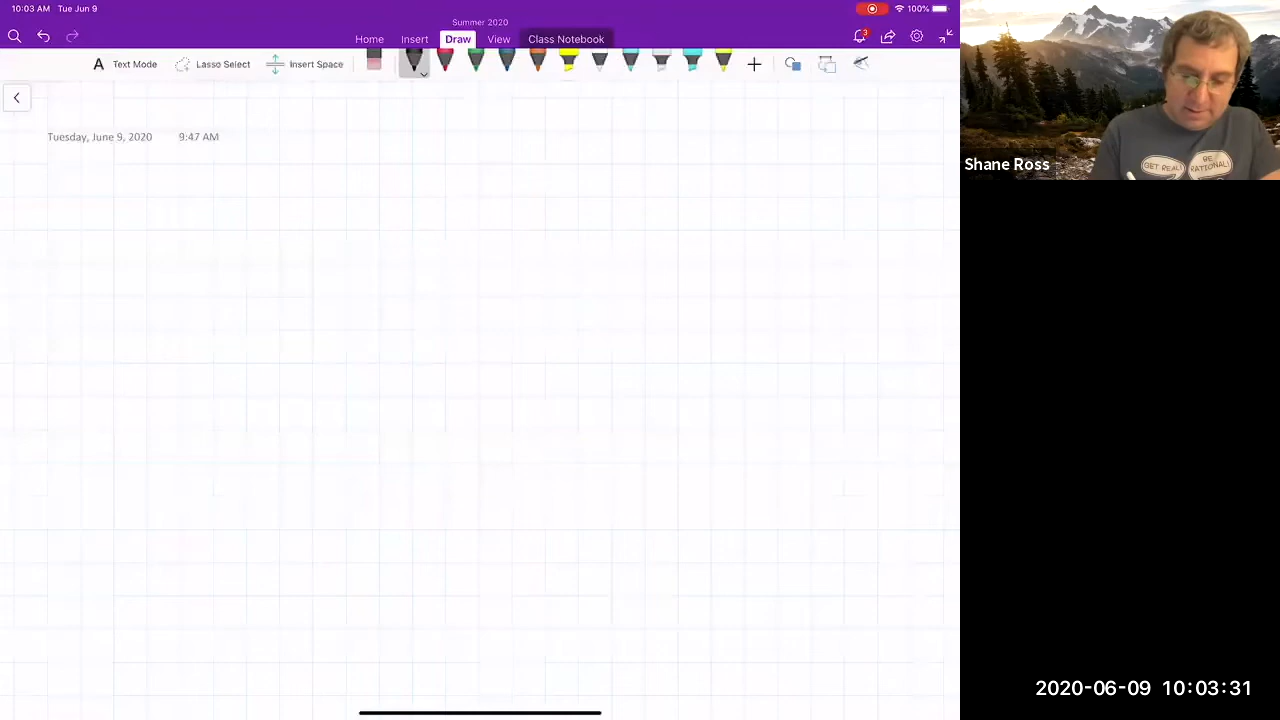 10:03 AM Tue Jun 9
100%
Summer 2020
Home Insert Draw View Class Notebook
3
A Text Mode Lasso Select Insert Space
Tuesday, June 9, 2020 9:47 AM
GET REAL! BE RATIONAL!
Shane Ross
2020-06-09 10:03:31